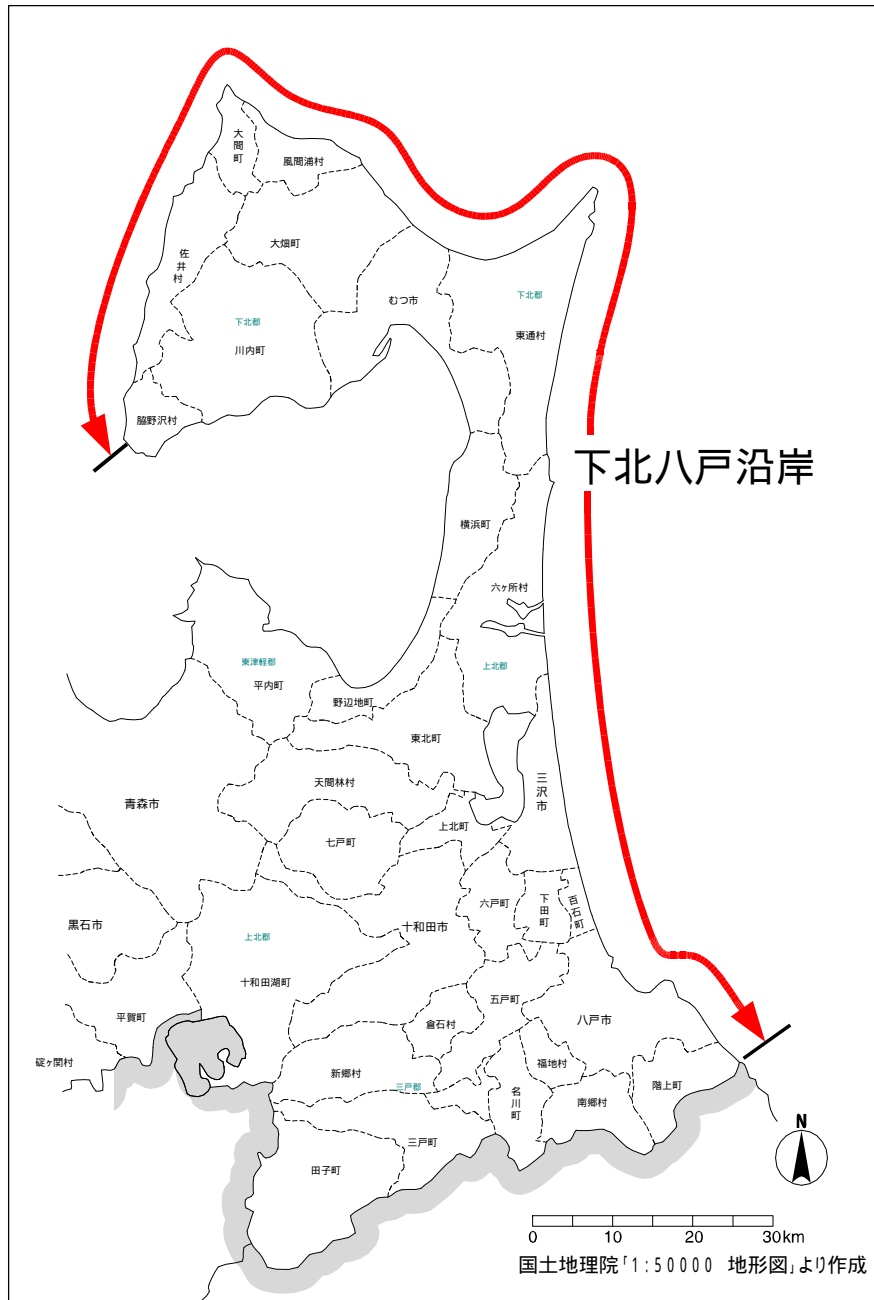 大間町
風間浦村
佐井村
大畑町
むつ市
下北郡
東通村
下北郡
川内町
脇野沢村
下北八戸沿岸
横浜町
六ヶ所村
東津軽郡
平内町
上北郡
野辺地町
東北町
天間林村
三沢市
青森市
上北町
七戸町
六戸町
下田町
百石町
黒石市
十和田市
上北郡
十和田湖町
五戸町
平賀町
倉石村
八戸市
碇ヶ関村
新郷村
福地村
階上町
三戸郡
名川町
南郷村
三戸町
田子町
N
0 10 20 30km
国土地理院「1:50000 地形図」より作成